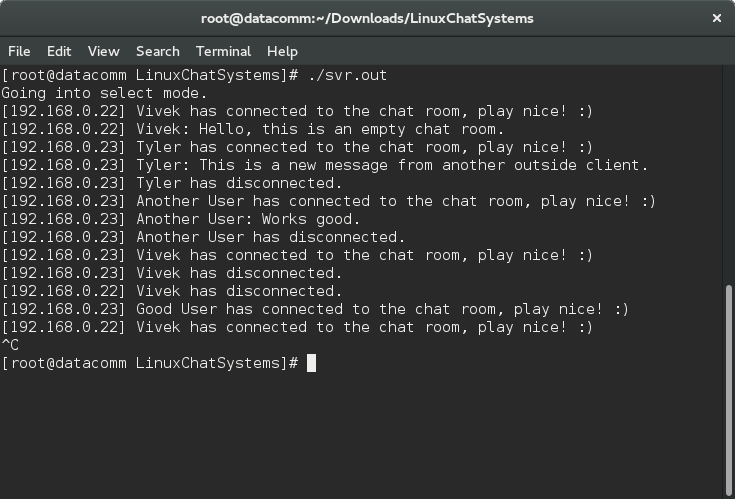 root@datacomm:~/Downloads/LinuxChatSystems
File Edit View Search Terminal Help
[root@datacomm LinuxChatSystems]# ./svr.out
Going into select mode.
[192.168.0.22] Vivek has connected to the chat room, play nice! :)
[192.168.0.22] Vivek: Hello, this is an empty chat room.
[192.168.0.23] Tyler has connected to the chat room, play nice! :)
[192.168.0.23] Tyler: This is a new message from another outside client.
[192.168.0.23] Tyler has disconnected.
[192.168.0.23] Another User has connected to the chat room, play nice! :)
[192.168.0.23] Another User: Works good.
[192.168.0.23] Another User has disconnected.
[192.168.0.23] Vivek has connected to the chat room, play nice! :)
[192.168.0.23] Vivek has disconnected.
[192.168.0.22] Vivek has disconnected.
[192.168.0.23] Good User has connected to the chat room, play nice! :)
[192.168.0.22] Vivek has connected to the chat room, play nice! :)
^C
[root@datacomm LinuxChatSystems]#